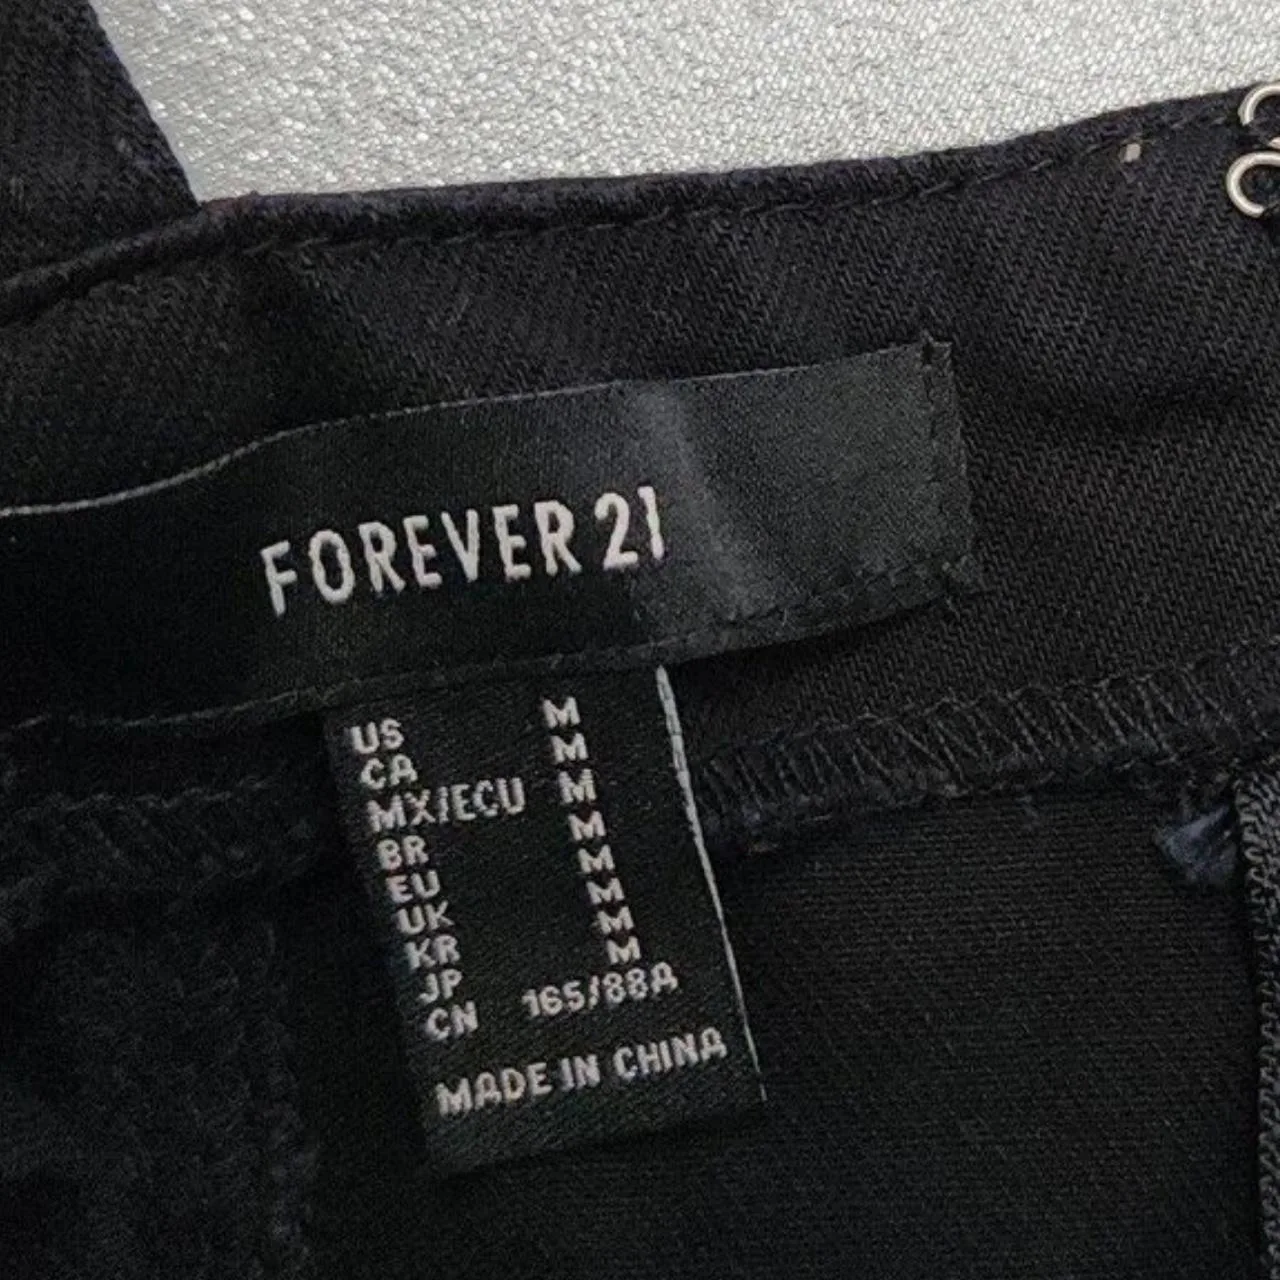 FOREVER 21
US M
CA M
MX/ECU M
BR M
EU M
UK M
KR M
JP M
CN 165/88A
MADE IN CHINA